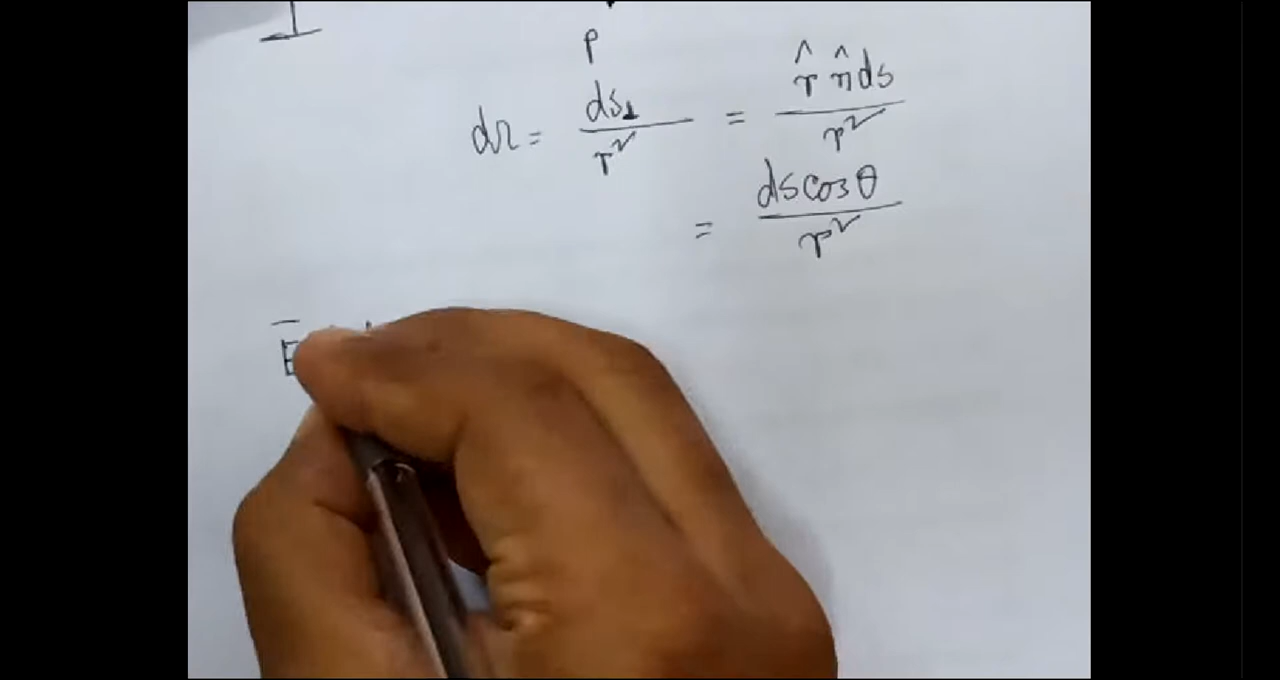 P
dΩ = ds⊥ / r² = r̂ n̂ ds / r²
= ds cos θ / r²
E